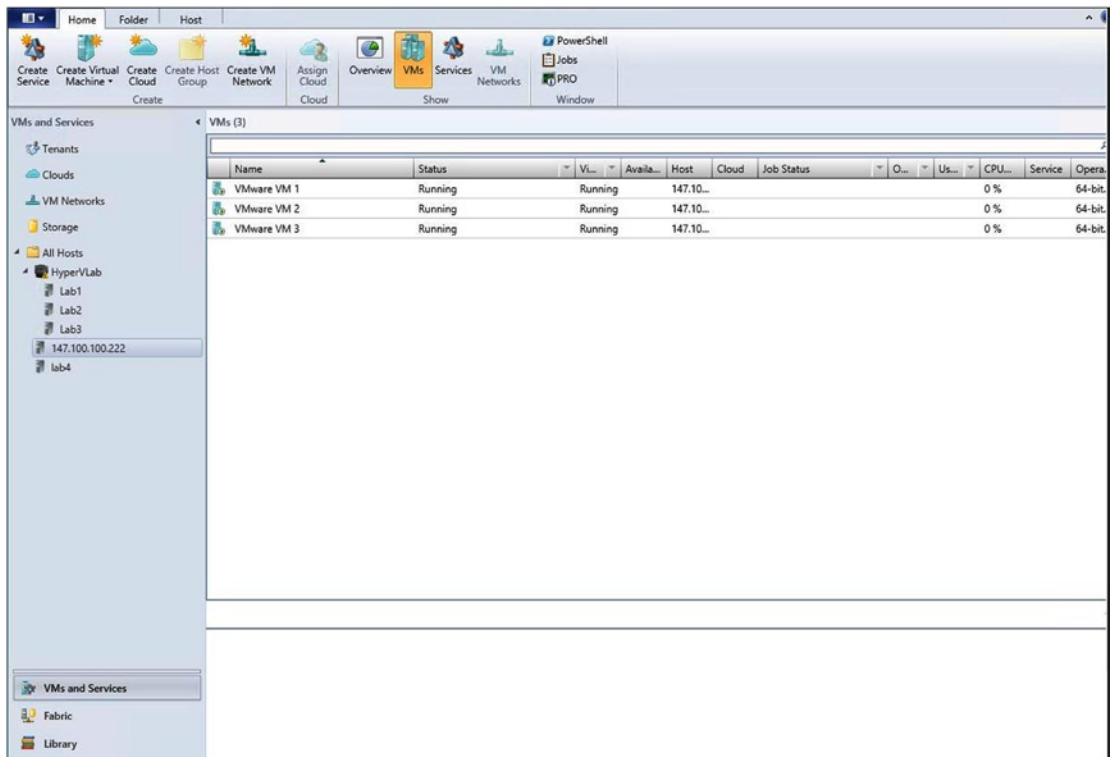 Home Folder Host
Create Service
Create Virtual Machine
Create Cloud
Create Host Group
Create VM Network
Assign Cloud
Overview
VMs
Services
VM Networks
PowerShell
Jobs
PRO
Create Cloud Show Window
VMs and Services
VMs (3)
Tenants
Clouds
VM Networks
Storage
All Hosts
HyperVLab
Lab1
Lab2
Lab3
147.100.100.222
lab4
Name Status Vi... Availa... Host Cloud Job Status O... Us... CPU... Service Opera.
VMware VM 1 Running Running 147.10... 0 % 64-bit.
VMware VM 2 Running Running 147.10... 0 % 64-bit.
VMware VM 3 Running Running 147.10... 0 % 64-bit.
VMs and Services
Fabric
Library